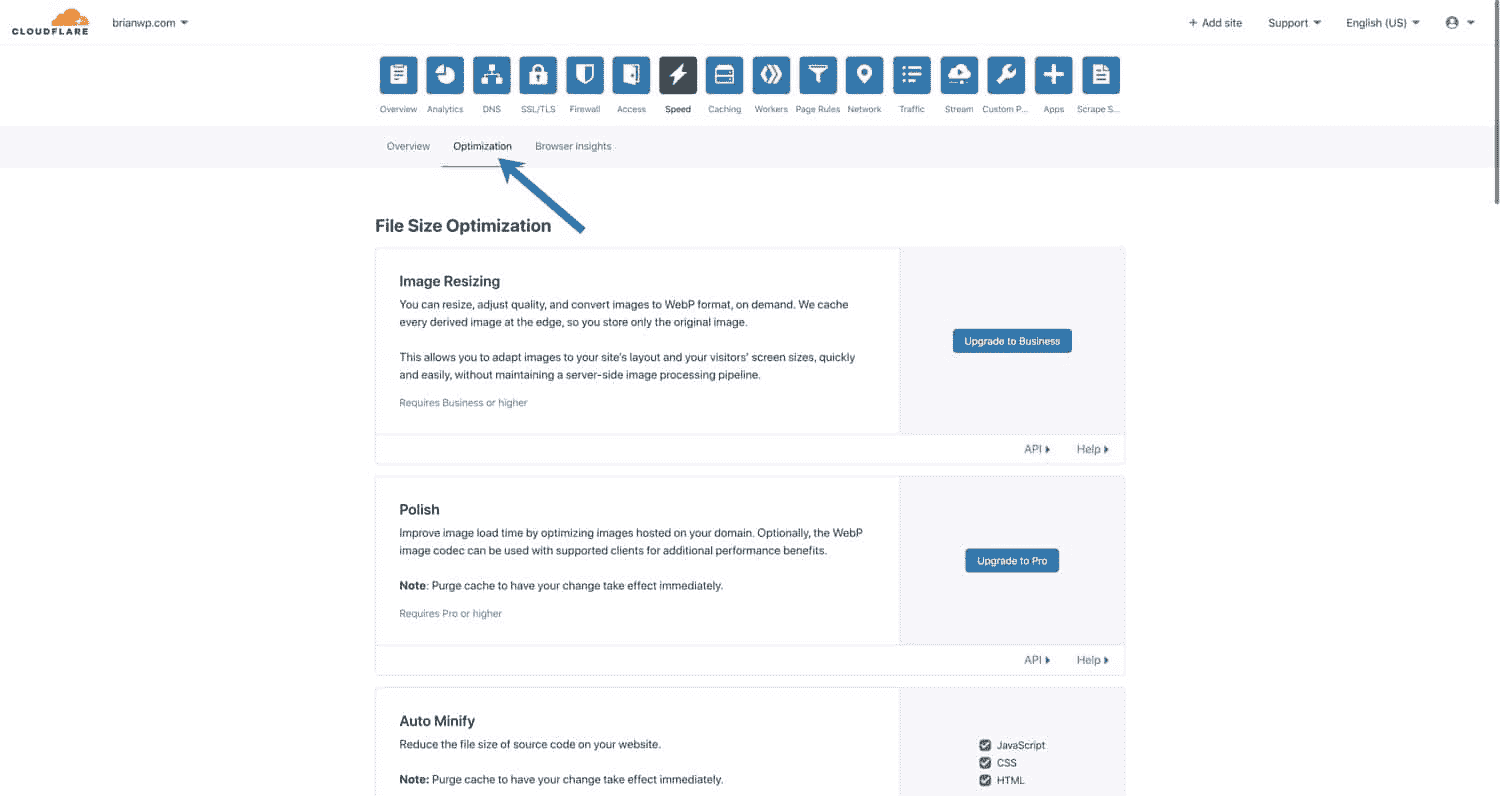 CLOUDFLARE
brianwp.com
+ Add site
Support
English (US)
Overview
Analytics
DNS
SSL/TLS
Firewall
Access
Speed
Caching
Workers
Page Rules
Network
Traffic
Stream
Custom P...
Apps
Scrape S...
Overview
Optimization
Browser Insights
File Size Optimization
Image Resizing
You can resize, adjust quality, and convert images to WebP format, on demand. We cache
every derived image at the edge, so you store only the original image.
This allows you to adapt images to your site's layout and your visitors' screen sizes, quickly
and easily, without maintaining a server-side image processing pipeline.
Requires Business or higher
Upgrade to Business
API
Help
Polish
Improve image load time by optimizing images hosted on your domain. Optionally, the WebP
image codec can be used with supported clients for additional performance benefits.
Note: Purge cache to have your change take effect immediately.
Requires Pro or higher
Upgrade to Pro
API
Help
Auto Minify
Reduce the file size of source code on your website.
Note: Purge cache to have your change take effect immediately.
JavaScript
CSS
HTML